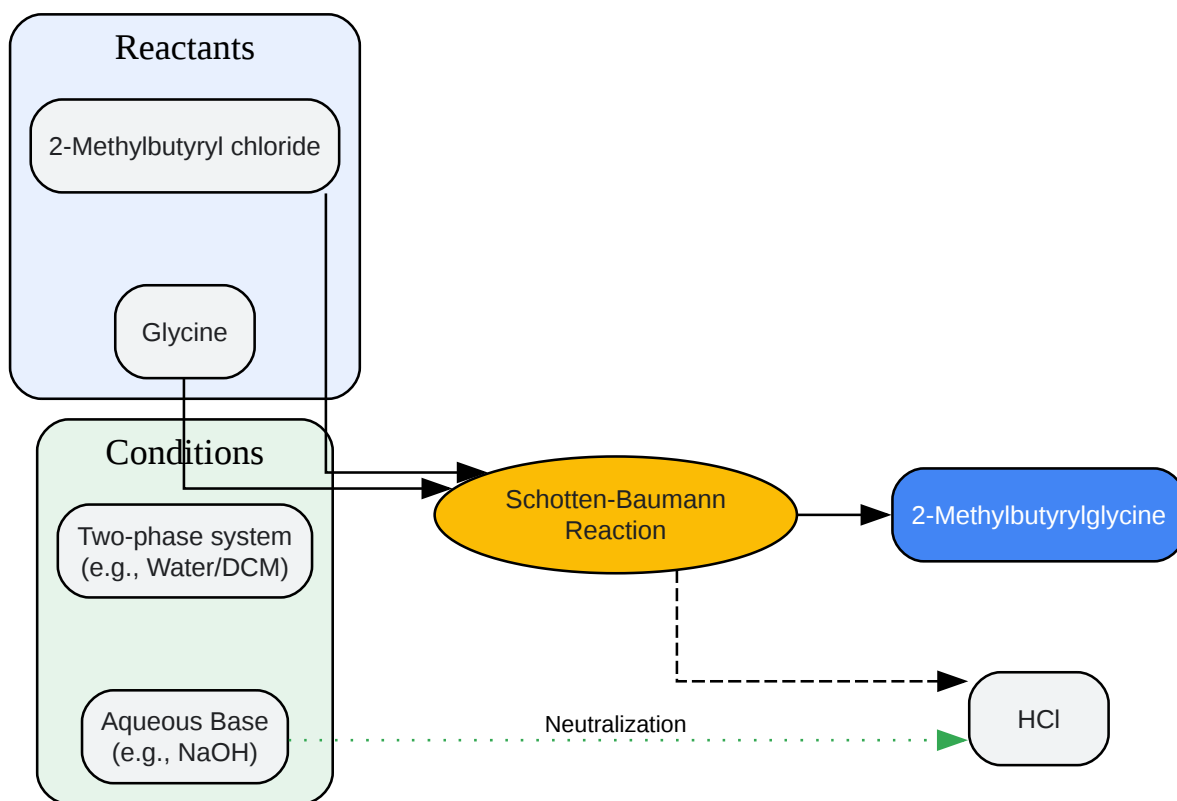 Reactants
2-Methylbutyryl chloride
Glycine
Conditions
Two-phase system
(e.g., Water/DCM)
Aqueous Base
(e.g., NaOH)
Schotten-Baumann
Reaction
2-Methylbutyrylglycine
Neutralization
HCl